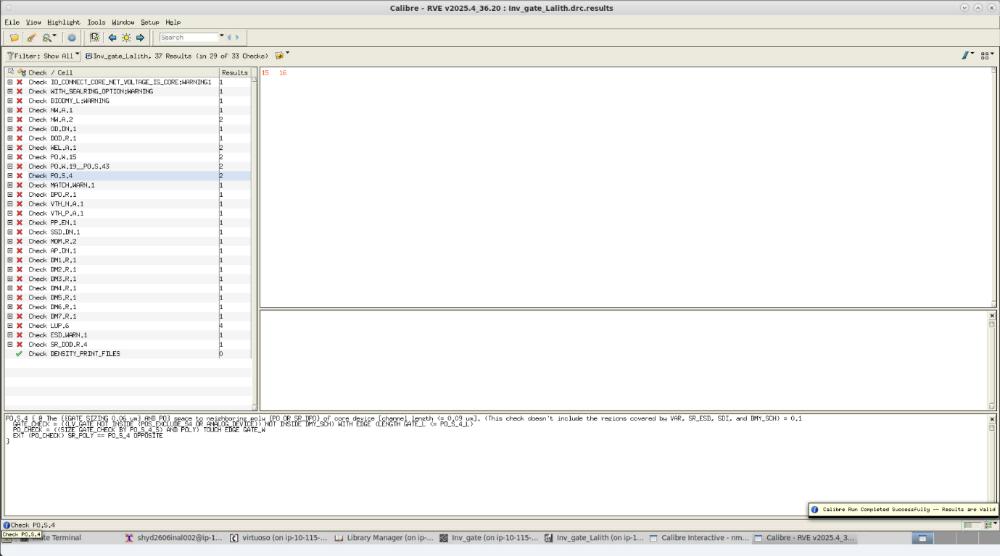 Calibre - RVE v2025.4_36.20 : Inv_gate_Lalith.drc.results
File View Highlight Tools Window Setup Help
Search
Filter: Show All Inv_gate_Lalith, 37 Results (in 29 of 33 Checks)
Check / Cell Results
Check IO_CONNECT_CORE_NET_VOLTAGE_IS_CORE:WARNING1 1
Check WITH_SEALRING_OPTION:WARNING 1
Check DIODMY_L:WARNING 1
Check NW.A.1 1
Check NW.A.2 2
Check OD.DN.1 1
Check DOD.R.1 1
Check WEL.A.1 2
Check PO.W.15 2
Check PO.W.19__PO.S.43 2
Check PO.S.4 2
Check MATCH.WARN.1 1
Check DPO.R.1 1
Check VTH_N.A.1 1
Check VTH_P.A.1 1
Check PP.EN.1 1
Check SSD.DN.1 1
Check MOM.R.2 1
Check AP.DN.1 1
Check DM1.R.1 1
Check DM2.R.1 1
Check DM3.R.1 1
Check DM4.R.1 1
Check DM5.R.1 1
Check DM6.R.1 1
Check DM7.R.1 1
Check LUP.6 4
Check ESD.WARN.1 1
Check SR_DOD.R.4 1
Check DENSITY_PRINT_FILES 0
15 16
PO.S.4 { @ The {{GATE SIZING 0.06 um} AND PO} space to neighboring poly {PO OR SR_DPO} of core device [channel length <= 0.09 um]. (This check doesn't include the regions covered by VAR, SR_ESD, SDI, and DMY_SCH) = 0.1
GATE_CHECK = ((LV_GATE NOT INSIDE (POS_EXCLUDE_S4 OR ANALOG_DEVICE)) NOT INSIDE DMY_SCH) WITH EDGE (LENGTH GATE_L <= PO_S_4_L)
PO_CHECK = ((SIZE GATE_CHECK BY PO_S_4_S) AND POLY) TOUCH EDGE GATE_W
EXT (PO_CHECK) SR_POLY == PO_S_4 OPPOSITE
}
Calibre Run Completed Successfully -- Results are Valid
Check PO.S.4
Check PO.S.4
Terminal
shyd2606inal002@ip-1...
virtuoso (on ip-10-115-...
Library Manager (on ip-...
Inv_gate (on ip-10-115-...
Inv_gate_Lalith (on ip-1...
Calibre Interactive - nm...
Calibre - RVE v2025.4_3...